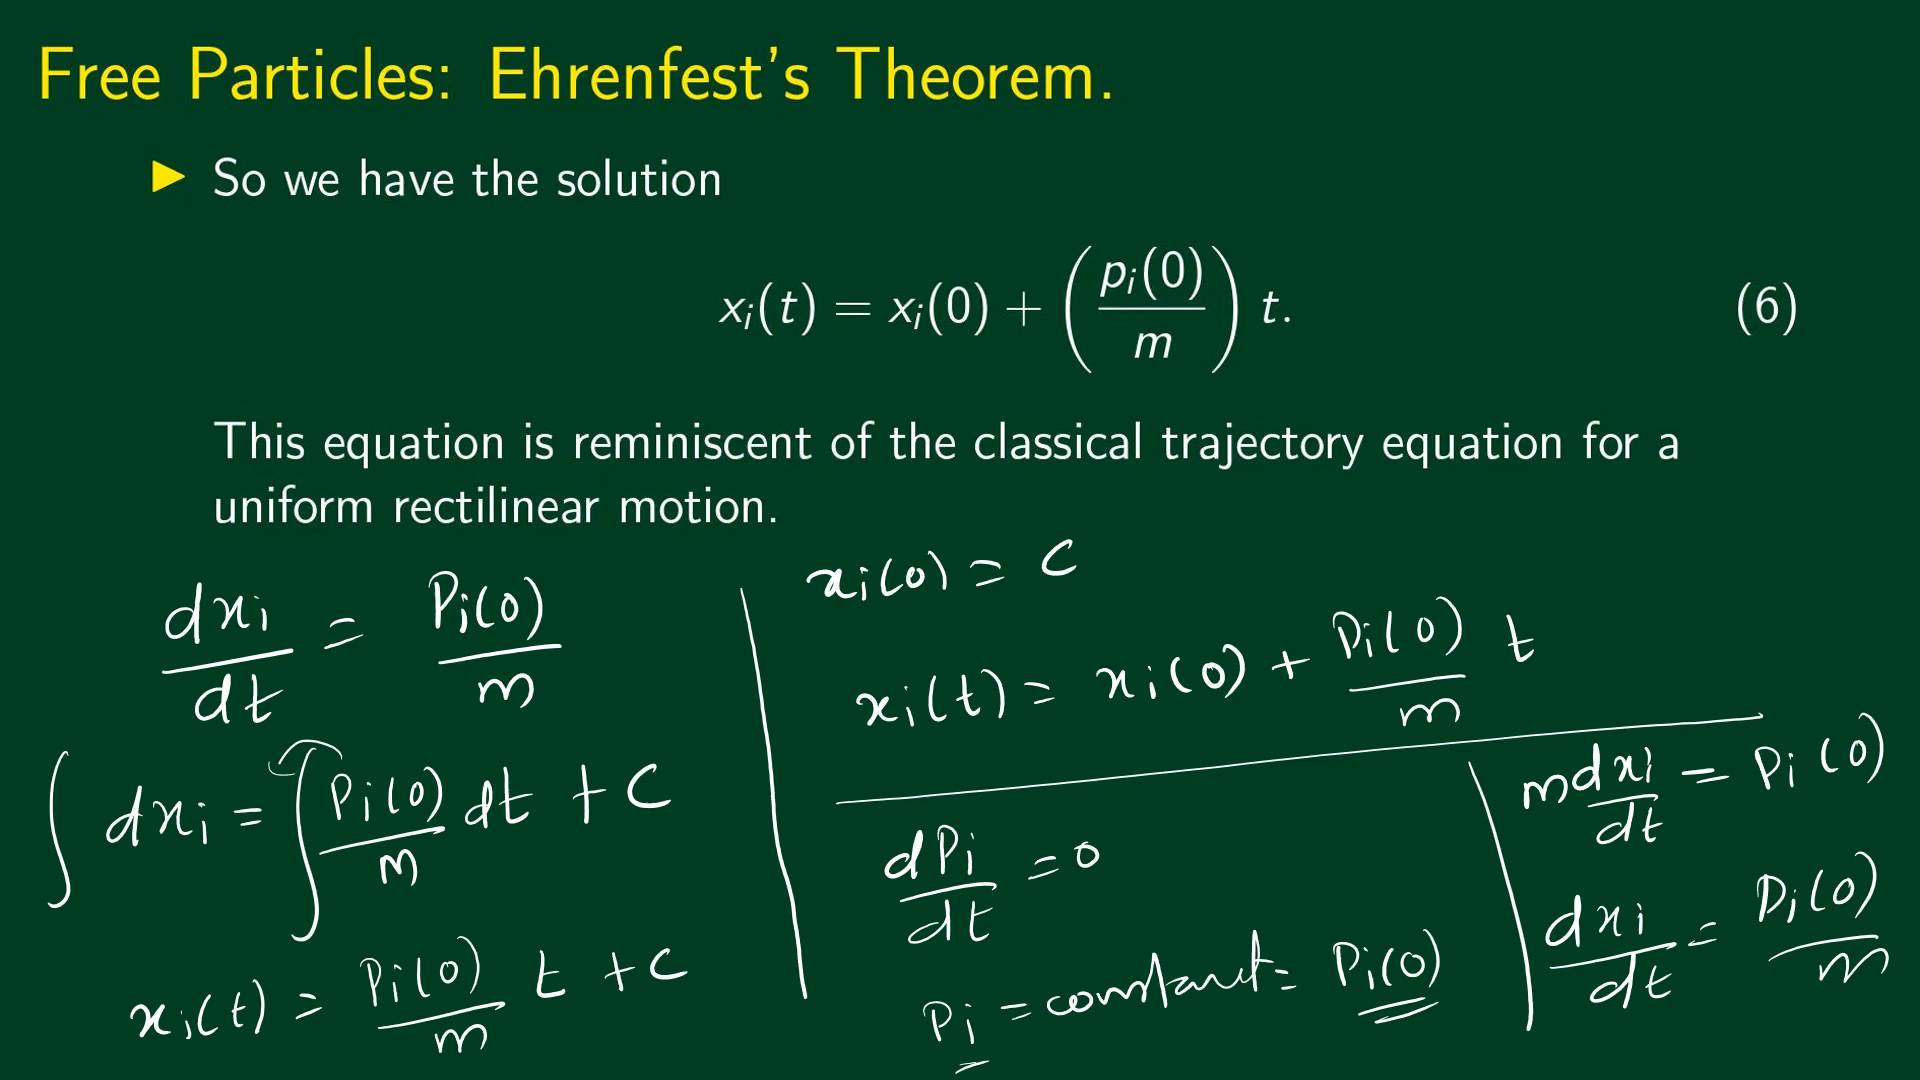 Free Particles: Ehrenfest's Theorem.
▶ So we have the solution
x_i(t) = x_i(0) + (p_i(0)/m) t. (6)
This equation is reminiscent of the classical trajectory equation for a
uniform rectilinear motion.
dx_i/dt = P_i(0)/m
∫ dx_i = ∫ P_i(0)/m dt + C
x_i(t) = P_i(0)/m t + C
x_i(0) = C
x_i(t) = x_i(0) + P_i(0)/m t
dP_i/dt = 0
P_i = constant = P_i(0)
m dx_i/dt = P_i(0)
dx_i/dt = P_i(0)/m